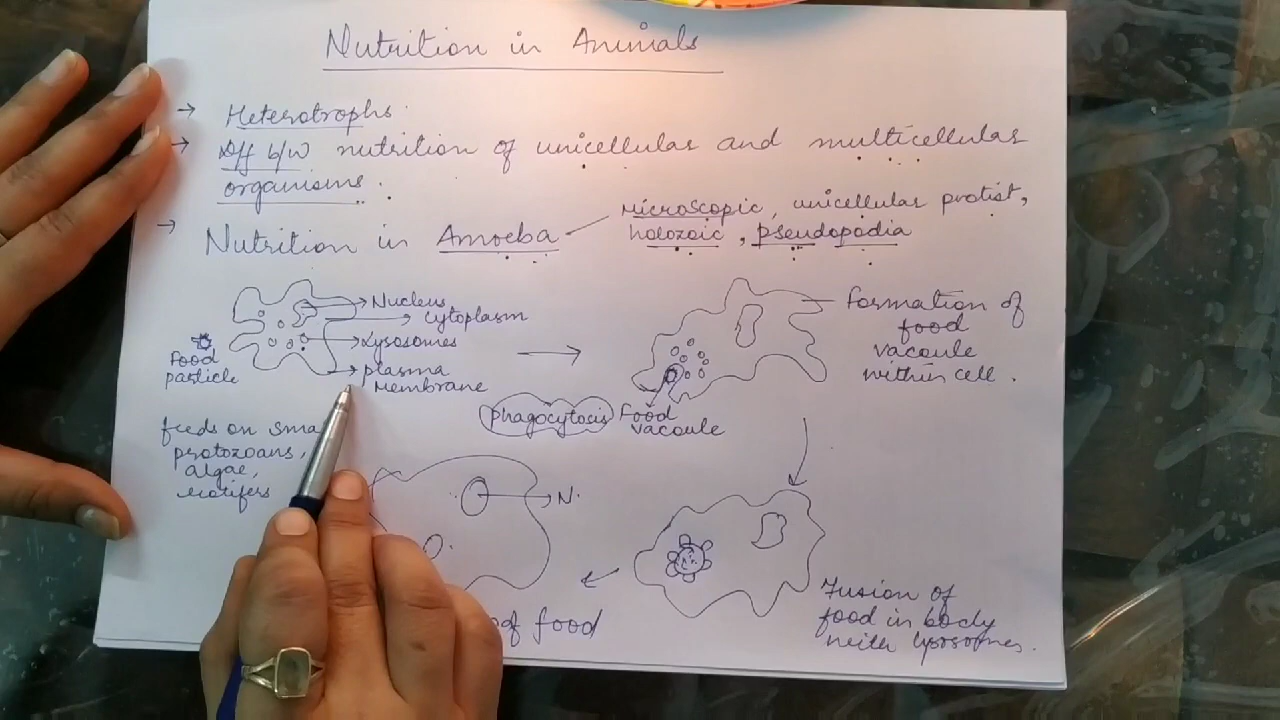 Nutrition in Animals
→ Heterotrophs.
→ Diff b/w nutrition of unicellular and multicellular
organisms.
→ Nutrition in Amoeba
microscopic, unicellular protist,
holozoic, pseudopodia
Nucleus
cytoplasm
Lysosomes
plasma
Membrane
food
particle
formation of
food
vacoule
within cell.
phagocytosis
food
vacoule
feeds on sma
protozoans,
algae,
rotifers
N.
of food
Fusion of
food in body
with lysosomes.